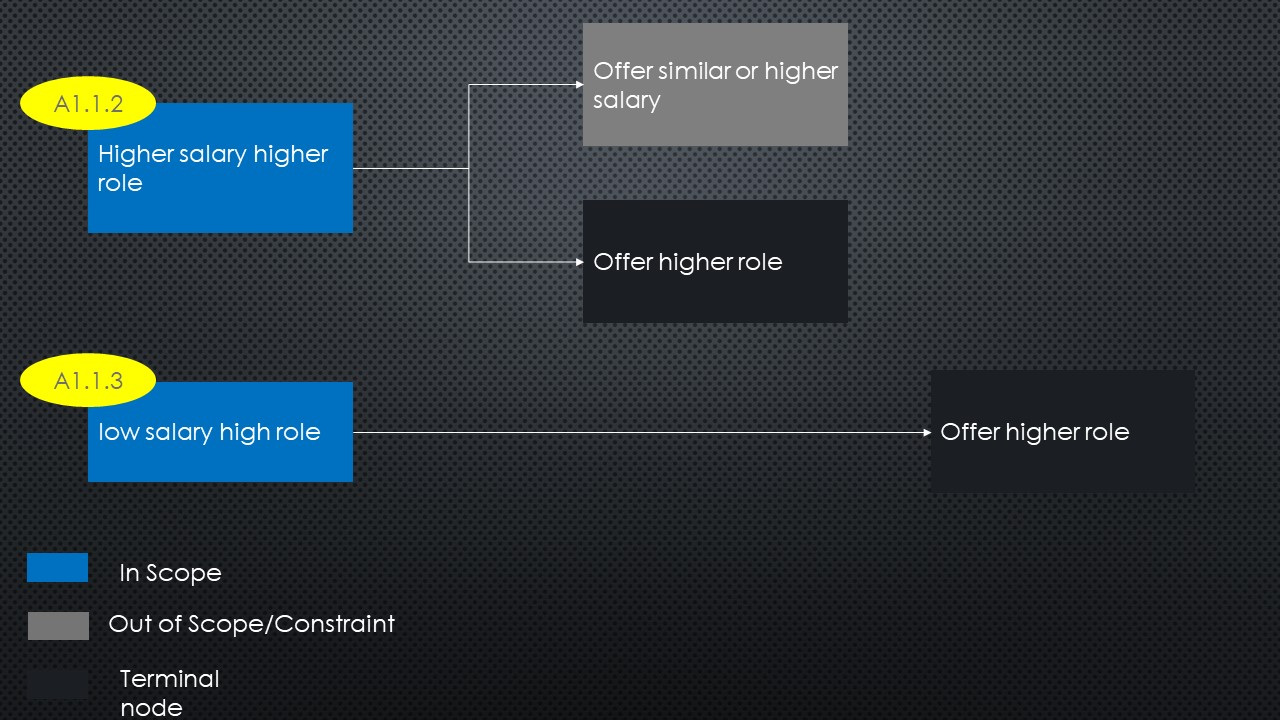 A1.1.2
Higher salary higher
role
Offer similar or higher
salary
Offer higher role
A1.1.3
low salary high role
Offer higher role
In Scope
Out of Scope/Constraint
Terminal
node